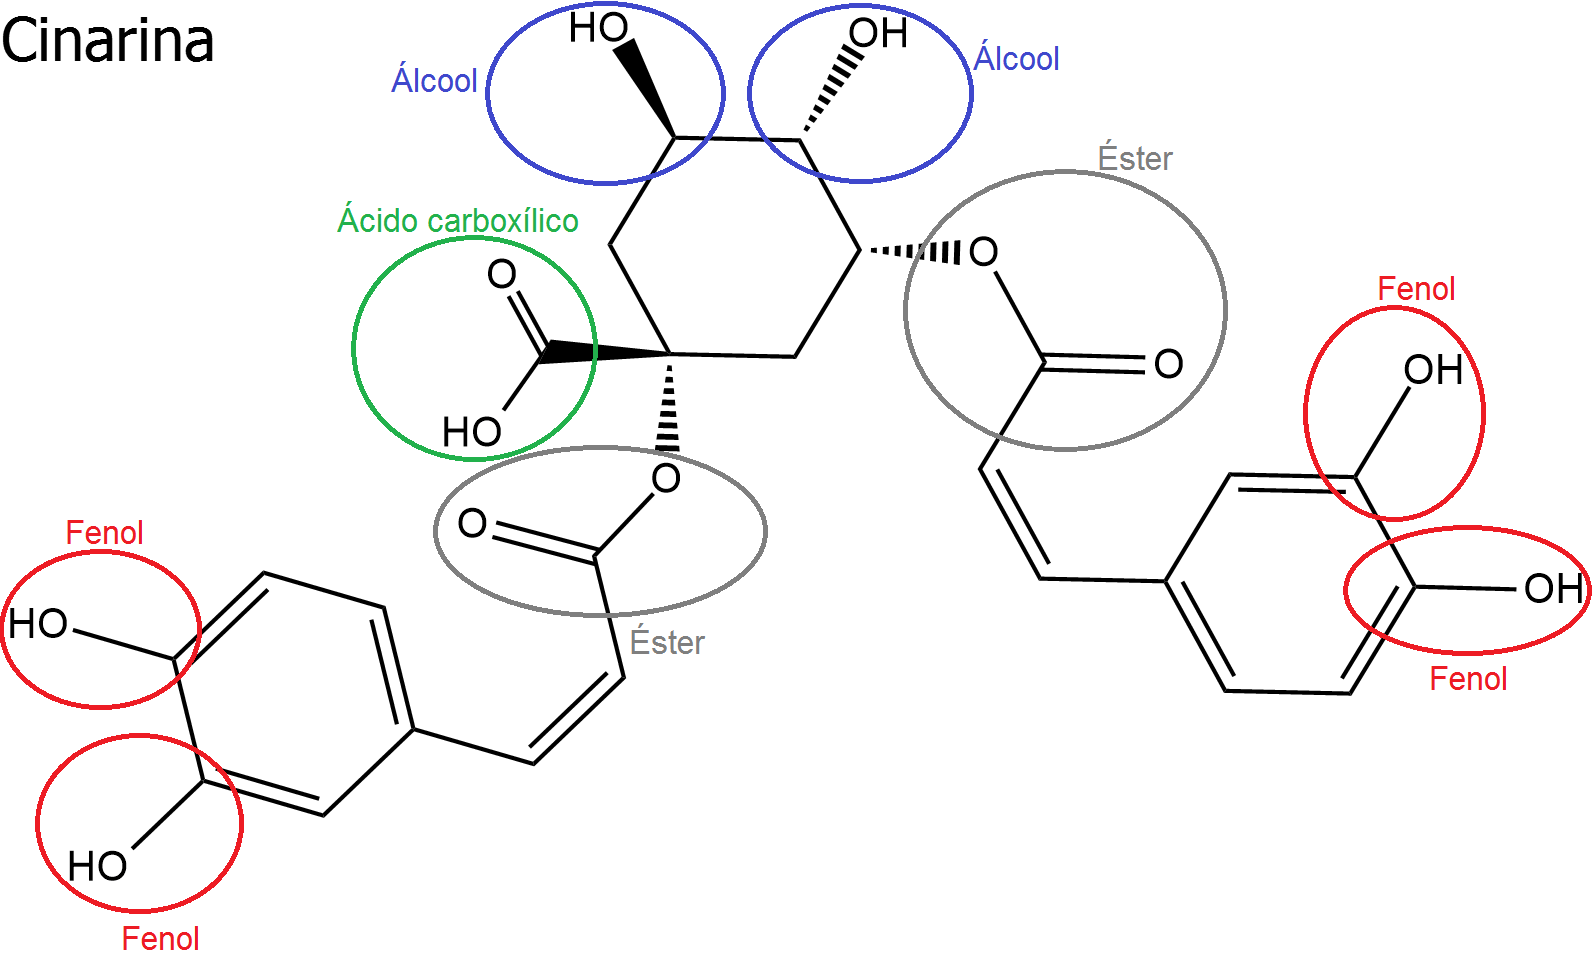 Cinarina
HO
OH
Álcool
Álcool
Éster
Ácido carboxílico
O
O
Fenol
O
OH
HO
O
O
Fenol
OH
HO
Éster
Fenol
HO
Fenol